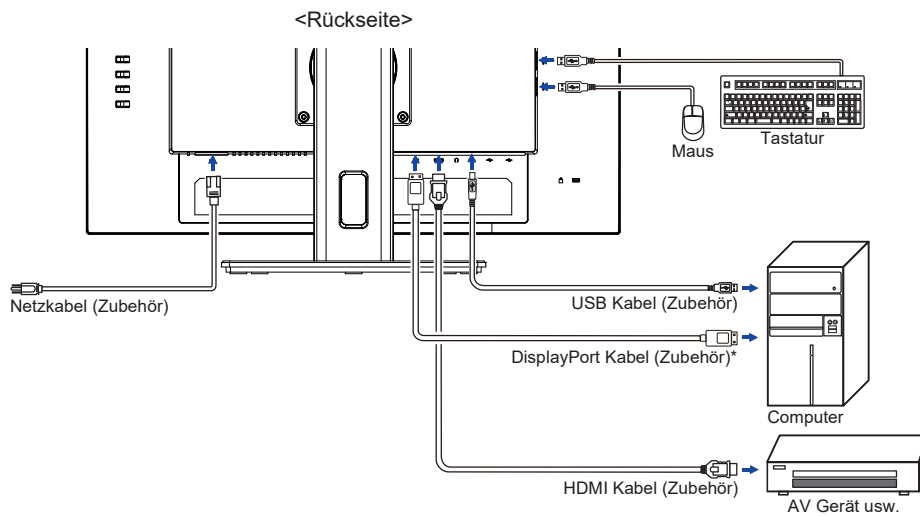 <Rückseite>
Tastatur
Maus
Netzkabel (Zubehör)
USB Kabel (Zubehör)
DisplayPort Kabel (Zubehör)*
Computer
HDMI Kabel (Zubehör)
AV Gerät usw.